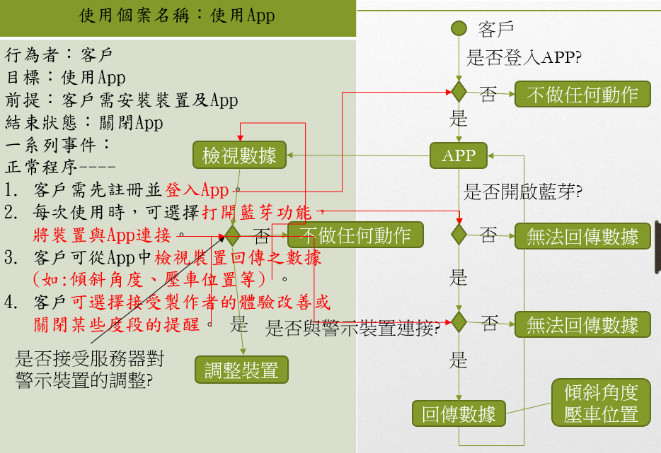 使用個案名稱：使用App
行為者：客戶
目標：使用App
前提：客戶需安裝裝置及App
結束狀態：關閉App
一系列事件：
正常程序----
1. 客戶需先註冊並登入App。
2. 每次使用時，可選擇打開藍芽功能，
將裝置與App連接。
3. 客戶可從App中檢視裝置回傳之數據
(如:傾斜角度、壓車位置等) 。
4. 客戶可選擇接受製作者的體驗改善或
關閉某些度段的提醒。
檢視數據
否
不做任何動作
是
是否接受服務器對
警示裝置的調整?
調整裝置
客戶
是否登入APP?
否
不做任何動作
是
APP
是否開啟藍芽?
否
無法回傳數據
是
是否與警示裝置連接?
否
無法回傳數據
是
回傳數據
傾斜角度
壓車位置